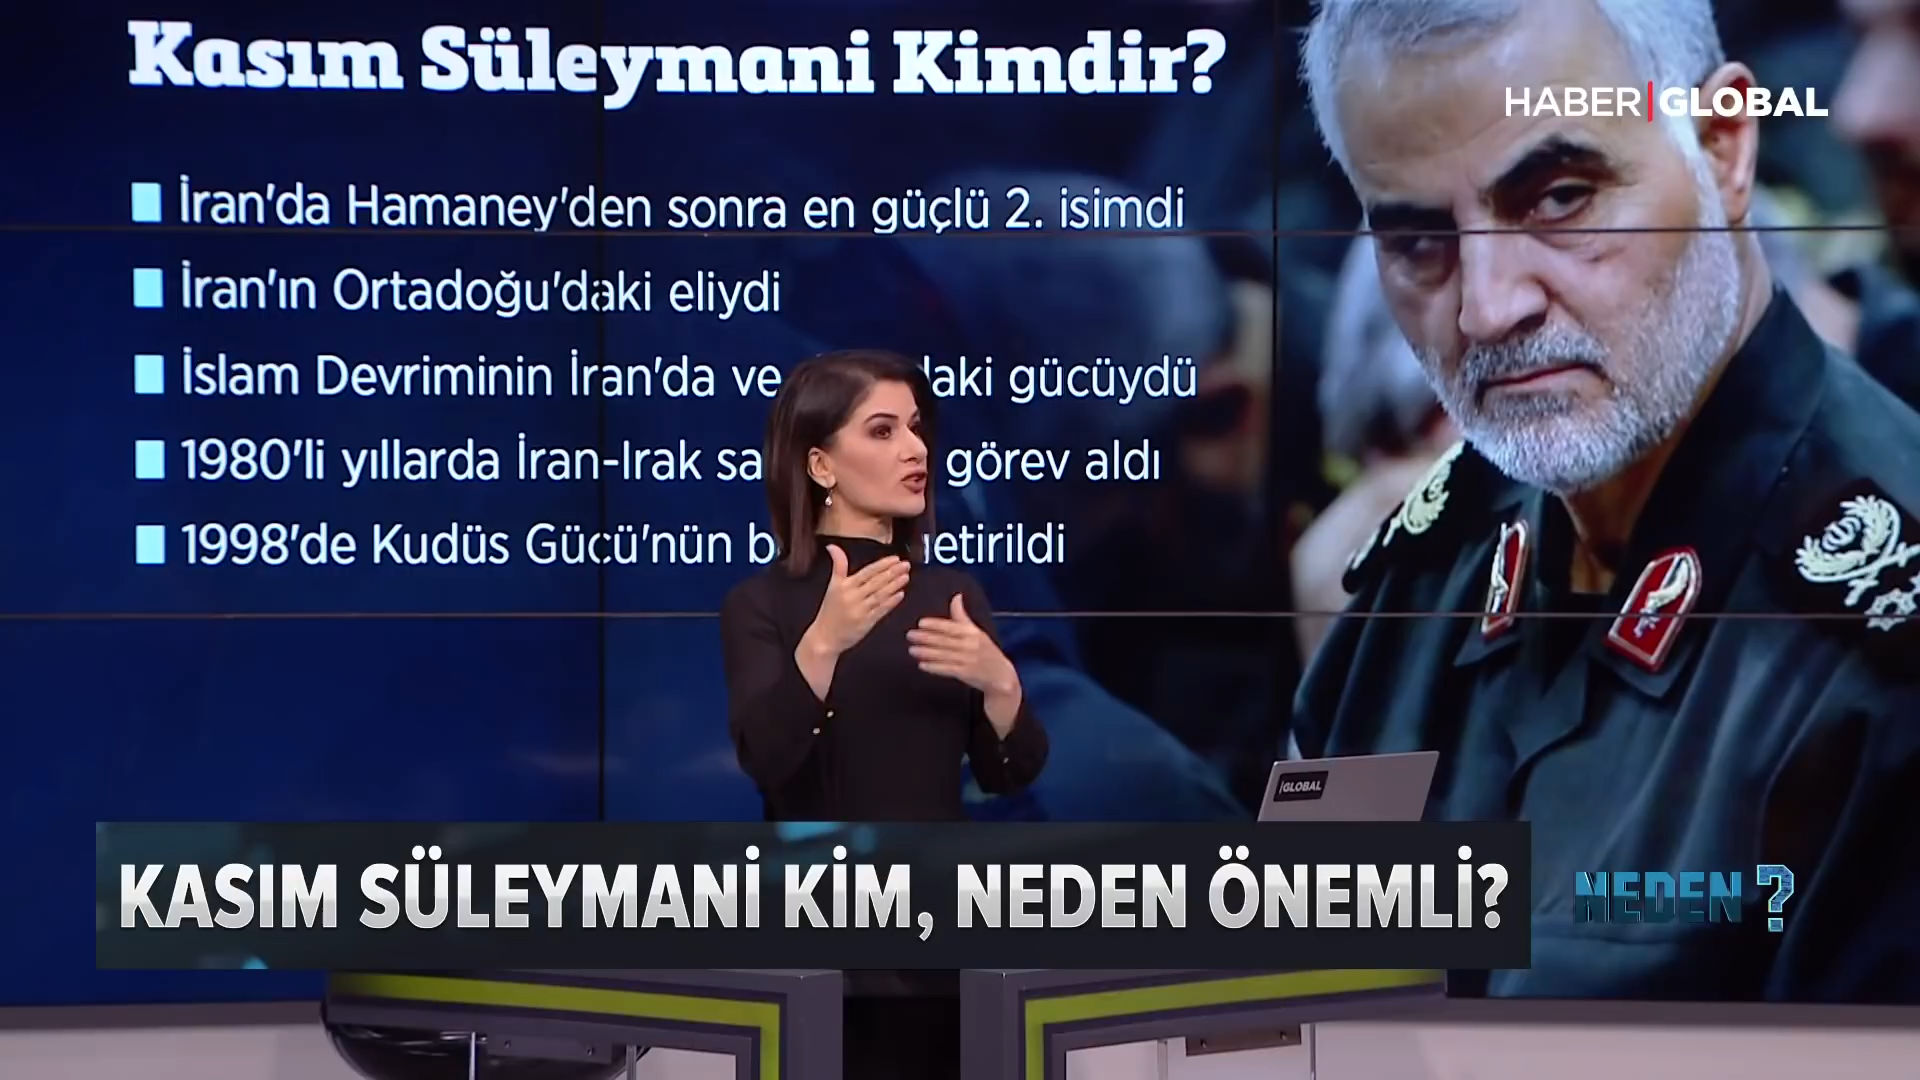 Kasım Süleymani Kimdir?
HABER|GLOBAL
İran'da Hamaney'den sonra en güçlü 2. isimdi
İran'ın Ortadoğu'daki eliydi
İslam Devriminin İran'da ve daki gücüydü
1980'li yıllarda İran-Irak sa görev aldı
1998'de Kudüs Gücü'nün b etirildi
|GLOBAL
KASIM SÜLEYMANİ KİM, NEDEN ÖNEMLİ?
NEDEN?